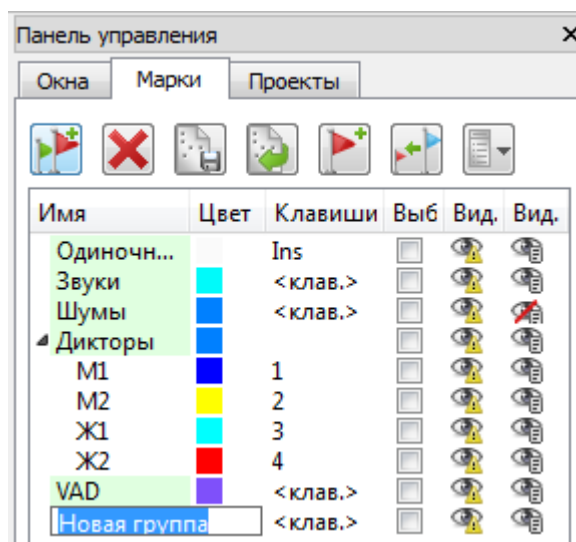 Панель управления
Окна Марки Проекты
Имя Цвет Клавиши Выб Вид. Вид.
Одиночн... Ins
Звуки <клав.>
Шумы <клав.>
Дикторы
М1 1
М2 2
Ж1 3
Ж2 4
VAD <клав.>
Новая группа <клав.>